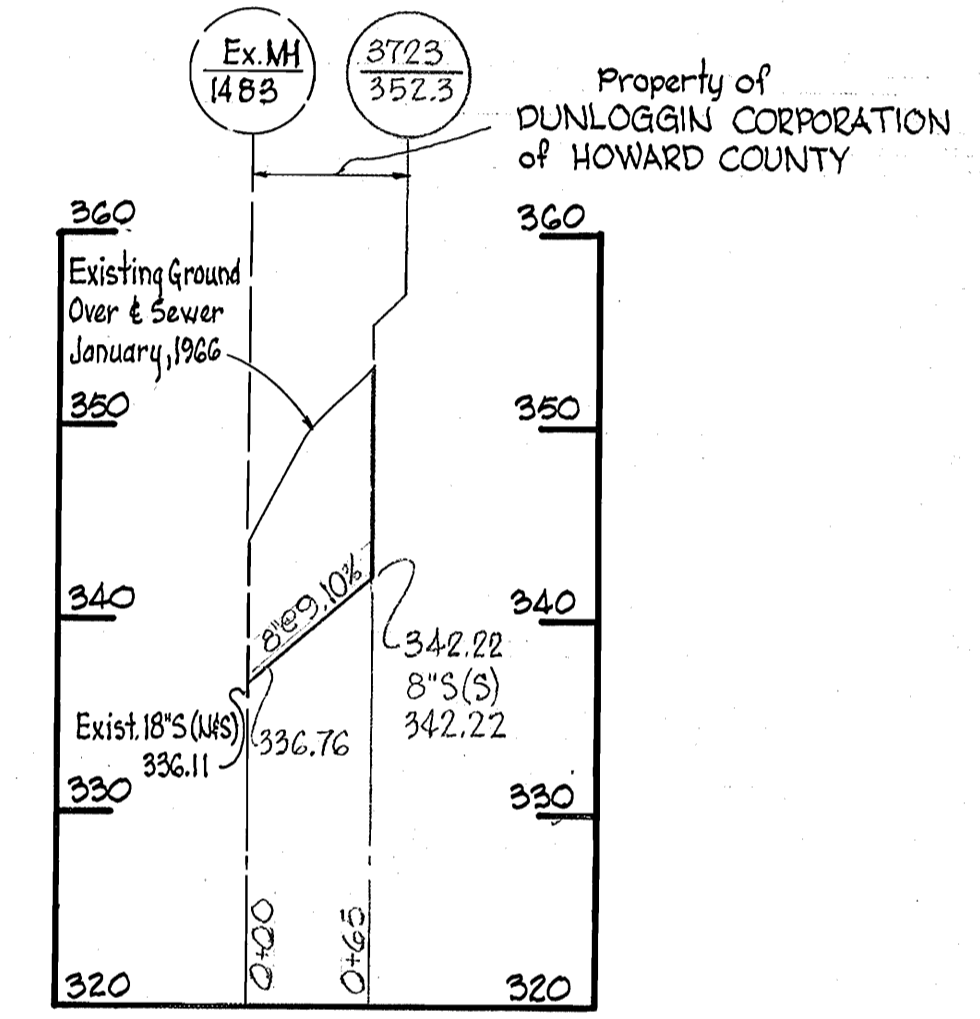 Ex. MH
1483
3723
352.3
Property of
DUNLOGGIN CORPORATION
of HOWARD COUNTY
360
360
Existing Ground
Over ℄ Sewer
January, 1966
350
350
340
340
8"@9.10%
342.22
8"S(S)
342.22
Exist. 18"S(N&S)
336.11
336.76
330
330
0+00
0+65
320
320